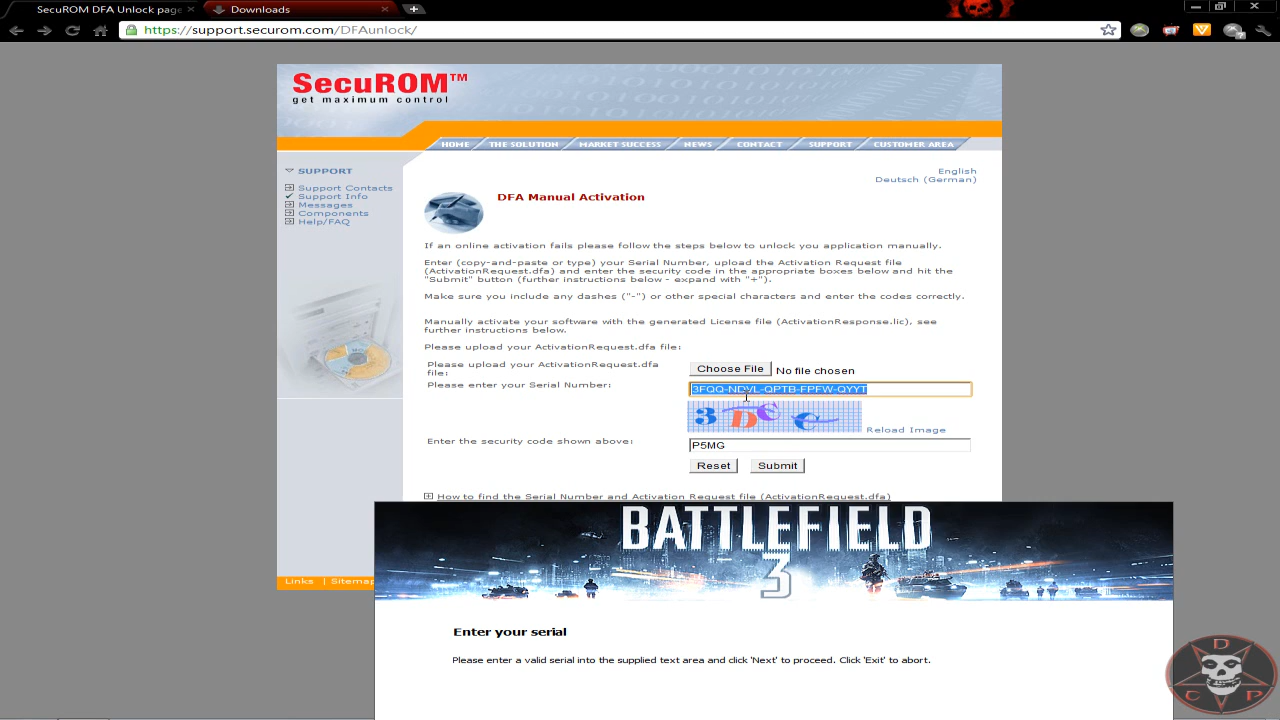 SecuROM DFA Unlock page
Downloads
https://support.securom.com/DFAunlock/
SecuROM™
get maximum control
HOME THE SOLUTION MARKET SUCCESS NEWS CONTACT SUPPORT CUSTOMER AREA
SUPPORT
Support Contacts
Support Info
Messages
Components
Help/FAQ
English
Deutsch (German)
DFA Manual Activation
If an online activation fails please follow the steps below to unlock you application manually.
Enter (copy-and-paste or type) your Serial Number, upload the Activation Request file
(ActivationRequest.dfa) and enter the security code in the appropriate boxes below and hit the
"Submit" button (further instructions below - expand with "+").
Make sure you include any dashes ("-") or other special characters and enter the codes correctly.
Manually activate your software with the generated License file (ActivationResponse.lic), see
further instructions below.
Please upload your ActivationRequest.dfa file:
Please upload your ActivationRequest.dfa
file:
Choose File No file chosen
Please enter your Serial Number:
3FQQ-NDVL-QPTB-FPFW-QYYT
Reload Image
Enter the security code shown above:
P5MG
Reset Submit
How to find the Serial Number and Activation Request file (ActivationRequest.dfa)
BATTLEFIELD
3
Links | Sitemap
Enter your serial
Please enter a valid serial into the supplied text area and click 'Next' to proceed. Click 'Exit' to abort.
D
C P